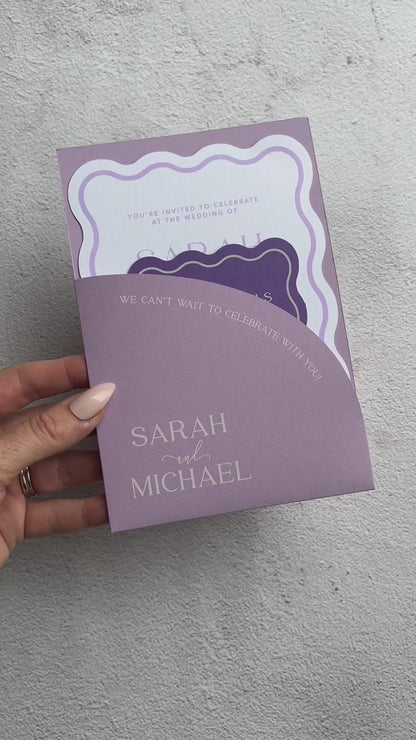 YOU'RE INVITED TO CELEBRATE
AT THE WEDDING OF
SARAH
WE CAN'T WAIT TO CELEBRATE WITH YOU!
SARAH
and
MICHAEL